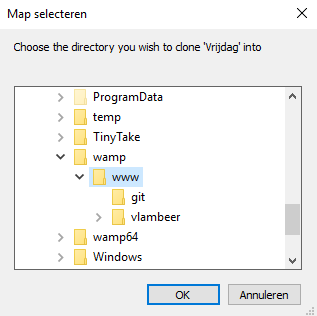 Map selecteren
Choose the directory you wish to clone 'Vrijdag' into
ProgramData
temp
TinyTake
wamp
www
git
vlambeer
wamp64
Windows
OK
Annuleren